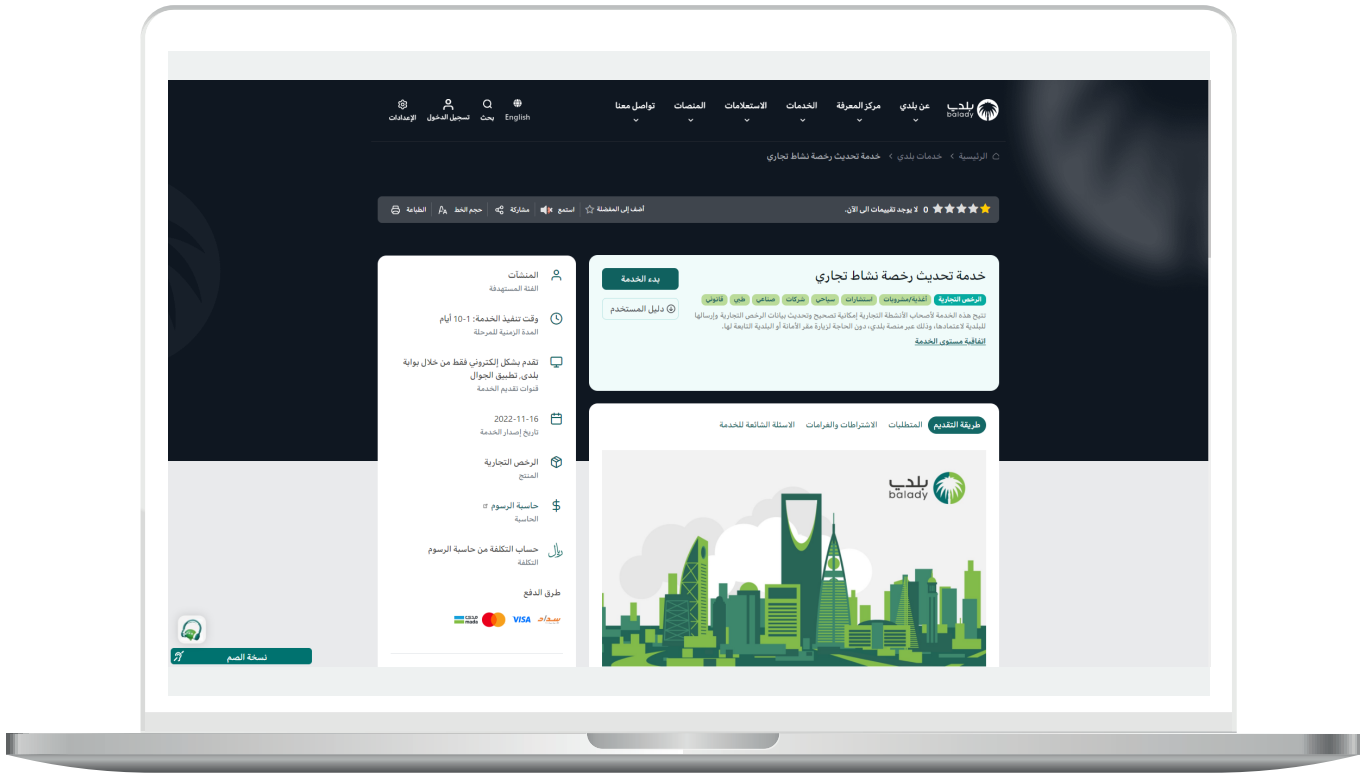 بلدي
balady
عن بلدي
مركز المعرفة
الخدمات
الاستعلامات
المنصات
تواصل معنا
English
بحث
تسجيل الدخول
الإعدادات
الرئيسية > خدمات بلدي > خدمة تحديث رخصة نشاط تجاري
0 لا يوجد تقييمات الى الآن.
أضف إلى المفضلة
استمع
مشاركة
حجم الخط
الطباعة
خدمة تحديث رخصة نشاط تجاري
بدء الخدمة
الرخص التجارية أغذية/مشروبات استشارات سياحي شركات صناعي طبي قانوني
دليل المستخدم
تتيح هذه الخدمة لأصحاب الأنشطة التجارية إمكانية تصحيح وتحديث بيانات الرخص التجارية وإرسالها
للبلدية لاعتمادها، وذلك عبر منصة بلدي، دون الحاجة لزيارة مقر الأمانة أو البلدية التابعة لها.
اتفاقية مستوى الخدمة
طريقة التقديم
المتطلبات
الاشتراطات والغرامات
الاسئلة الشائعة للخدمة
بلدي
balady
المنشآت
الفئة المستهدفة
وقت تنفيذ الخدمة: 1-10 أيام
المدة الزمنية للمرحلة
تقدم بشكل إلكتروني فقط من خلال بوابة
بلدي, تطبيق الجوال
قنوات تقديم الخدمة
2022-11-16
تاريخ إصدار الخدمة
الرخص التجارية
المنتج
حاسبة الرسوم
الحاسبة
حساب التكلفة من حاسبة الرسوم
التكلفة
طرق الدفع
سداد
VISA
مدى
mada
نسخة الصم